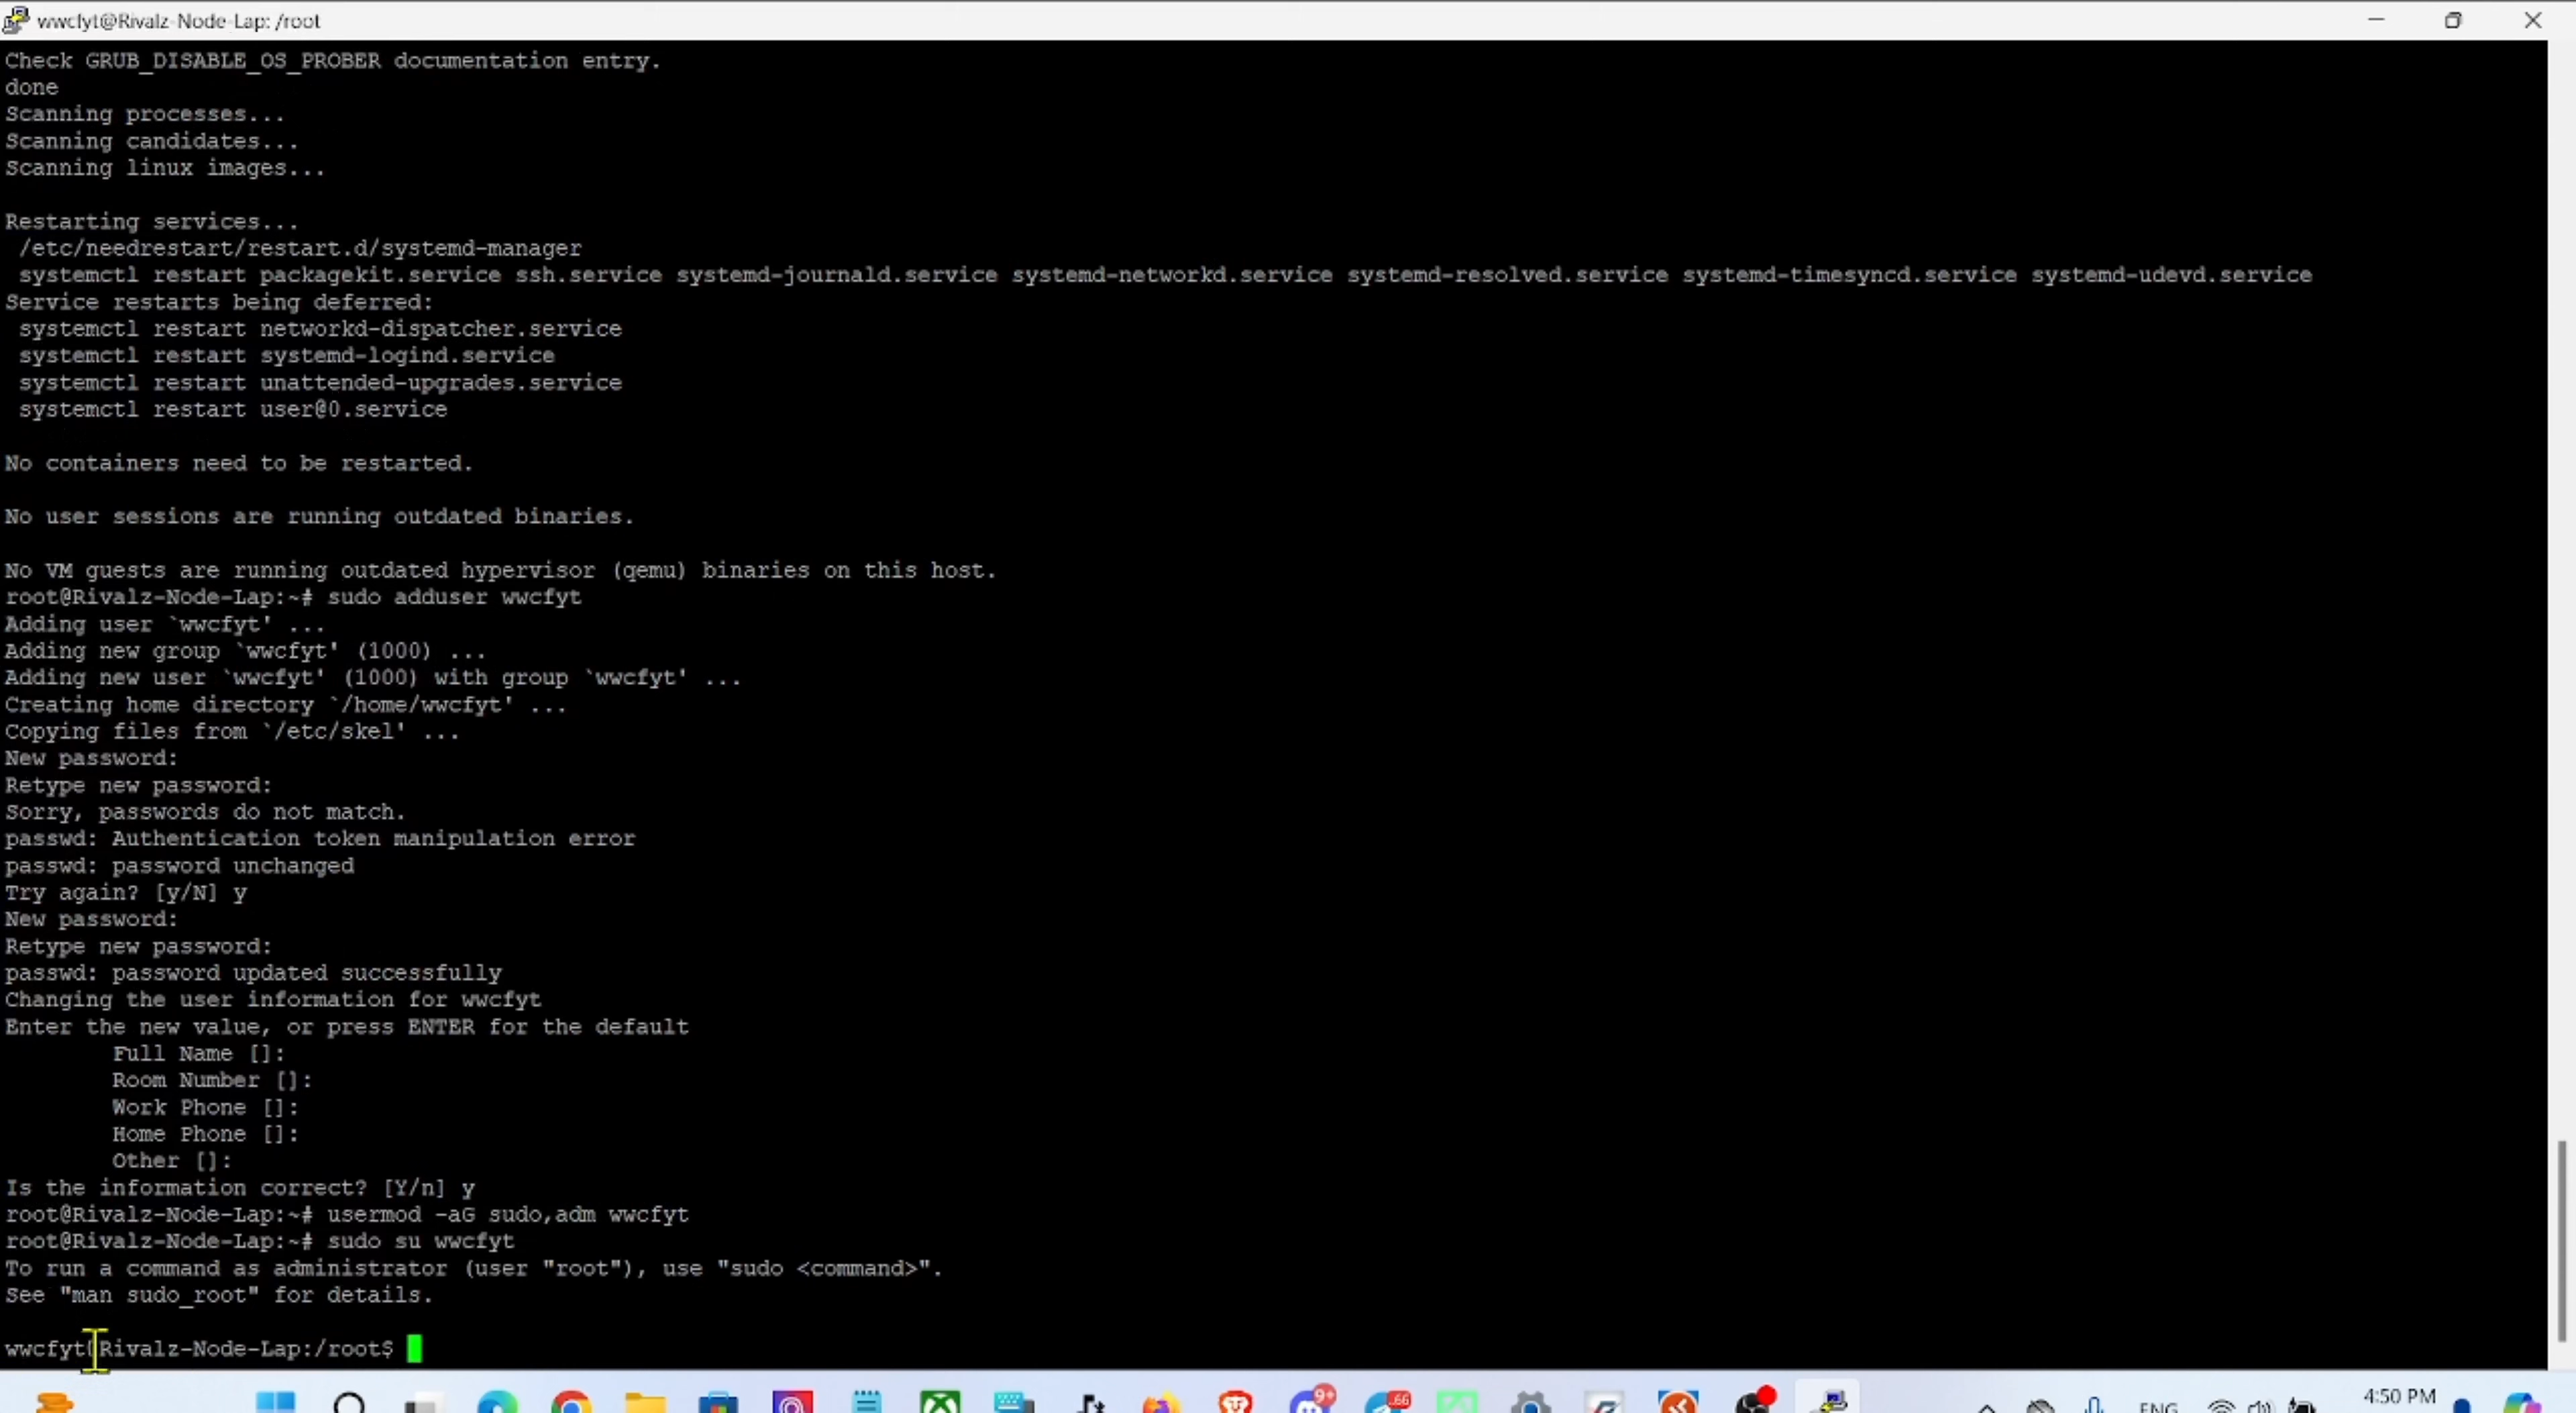 wwcfyt@Rivalz-Node-Lap: /root
Check GRUB_DISABLE_OS_PROBER documentation entry.
done
Scanning processes...
Scanning candidates...
Scanning linux images...
Restarting services...
/etc/needrestart/restart.d/systemd-manager
systemctl restart packagekit.service ssh.service systemd-journald.service systemd-networkd.service systemd-resolved.service systemd-timesyncd.service systemd-udevd.service
Service restarts being deferred:
systemctl restart networkd-dispatcher.service
systemctl restart systemd-logind.service
systemctl restart unattended-upgrades.service
systemctl restart user@0.service
No containers need to be restarted.
No user sessions are running outdated binaries.
No VM guests are running outdated hypervisor (qemu) binaries on this host.
root@Rivalz-Node-Lap:~# sudo adduser wwcfyt
Adding user `wwcfyt' ...
Adding new group `wwcfyt' (1000) ...
Adding new user `wwcfyt' (1000) with group `wwcfyt' ...
Creating home directory `/home/wwcfyt' ...
Copying files from `/etc/skel' ...
New password:
Retype new password:
Sorry, passwords do not match.
passwd: Authentication token manipulation error
passwd: password unchanged
Try again? [y/N] y
New password:
Retype new password:
passwd: password updated successfully
Changing the user information for wwcfyt
Enter the new value, or press ENTER for the default
Full Name []:
Room Number []:
Work Phone []:
Home Phone []:
Other []:
Is the information correct? [Y/n] y
root@Rivalz-Node-Lap:~# usermod -aG sudo,adm wwcfyt
root@Rivalz-Node-Lap:~# sudo su wwcfyt
To run a command as administrator (user "root"), use "sudo <command>".
See "man sudo_root" for details.
wwcfyt@Rivalz-Node-Lap:/root$
9+
.66
ENG
4:50 PM